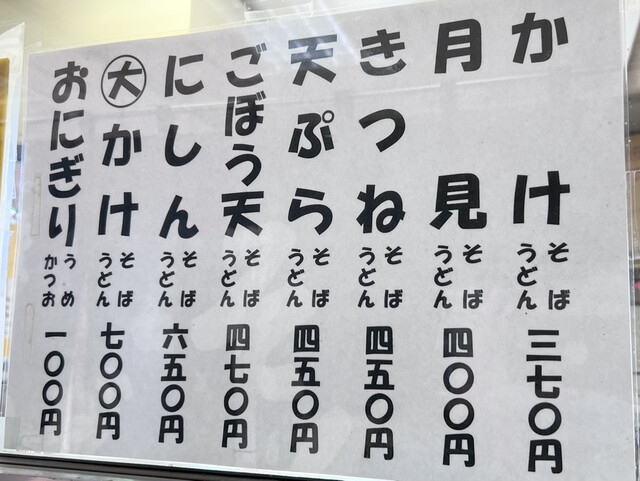 かけ そば うどん 三七〇円
月見 そば うどん 四〇〇円
きつね そば うどん 四五〇円
天ぷら そば うどん 四五〇円
ごぼう天 そば うどん 四七〇円
にしん そば うどん 六五〇円
大かけ そば うどん 七〇〇円
おにぎり うめ かつお 一〇〇円